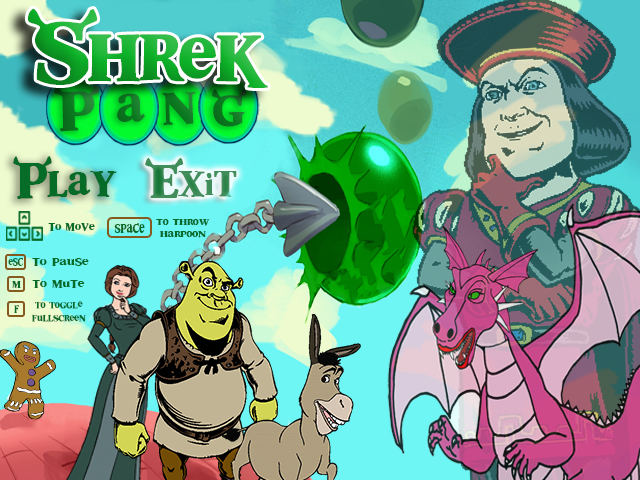 SHReK
PaNG
PLay EXiT
To Move
SPACE
To THROW
HARPOON
eSC To Pause
M To Mute
F To Toggle
Fullscreen